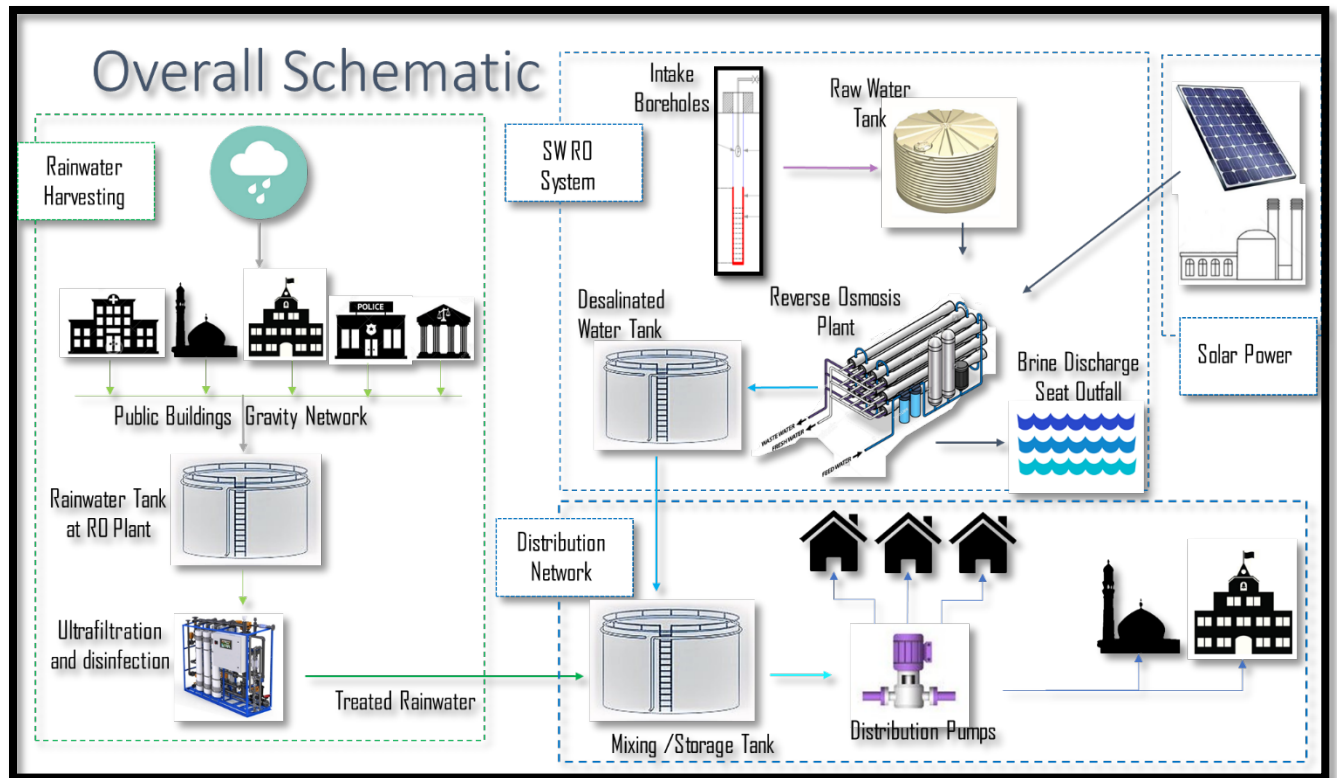 Overall Schematic
Rainwater
Harvesting
POLICE
Public Buildings Gravity Network
Rainwater Tank
at RO Plant
Ultrafiltration
and disinfection
Treated Rainwater
SWRO
System
Intake
Boreholes
Raw Water
Tank
Desalinated
Water Tank
Reverse Osmosis
Plant
WASTE WATER
FRESH WATER
FEED WATER
Brine Discharge
Seat Outfall
Solar Power
Distribution
Network
Mixing /Storage Tank
Distribution Pumps